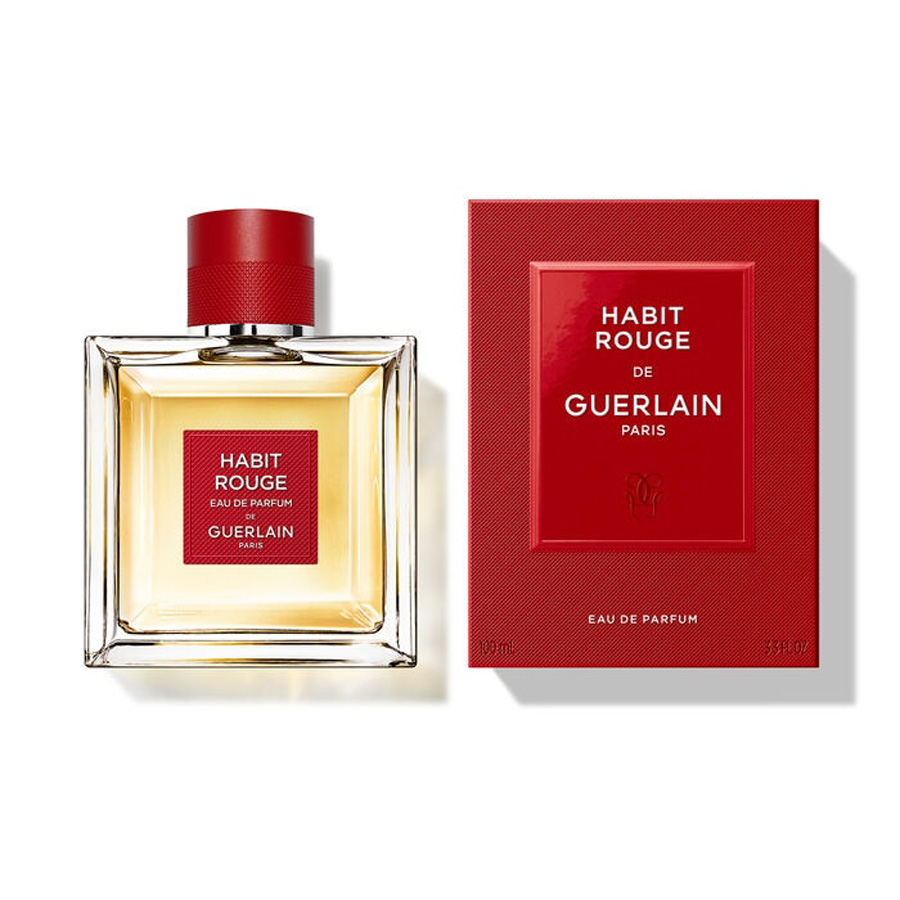 HABIT
ROUGE
EAU DE PARFUM
DE
GUERLAIN
PARIS
HABIT
ROUGE
DE
GUERLAIN
PARIS
EAU DE PARFUM
100 ml
3.3 fl.oz